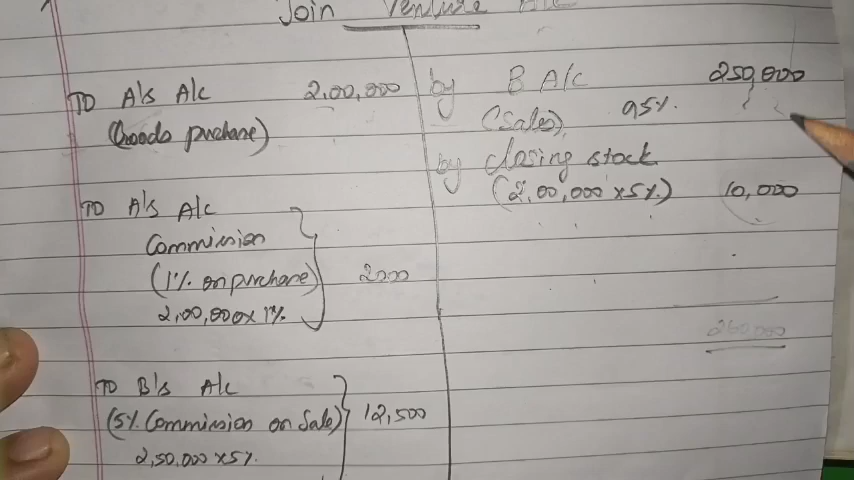 Join Venture A/c
TO A's A/c 2,00,000
(Goods purchase)
TO A's A/c
Commission
(1% on purchase) 2000
2,00,000 x 1%
TO B's A/c
(5% Commission on Sale) 12,500
2,50,000 x 5%
by B A/c 250,000
(Sales) 95%
by closing stock
(2,00,000 x 5%) 10,000
260,000